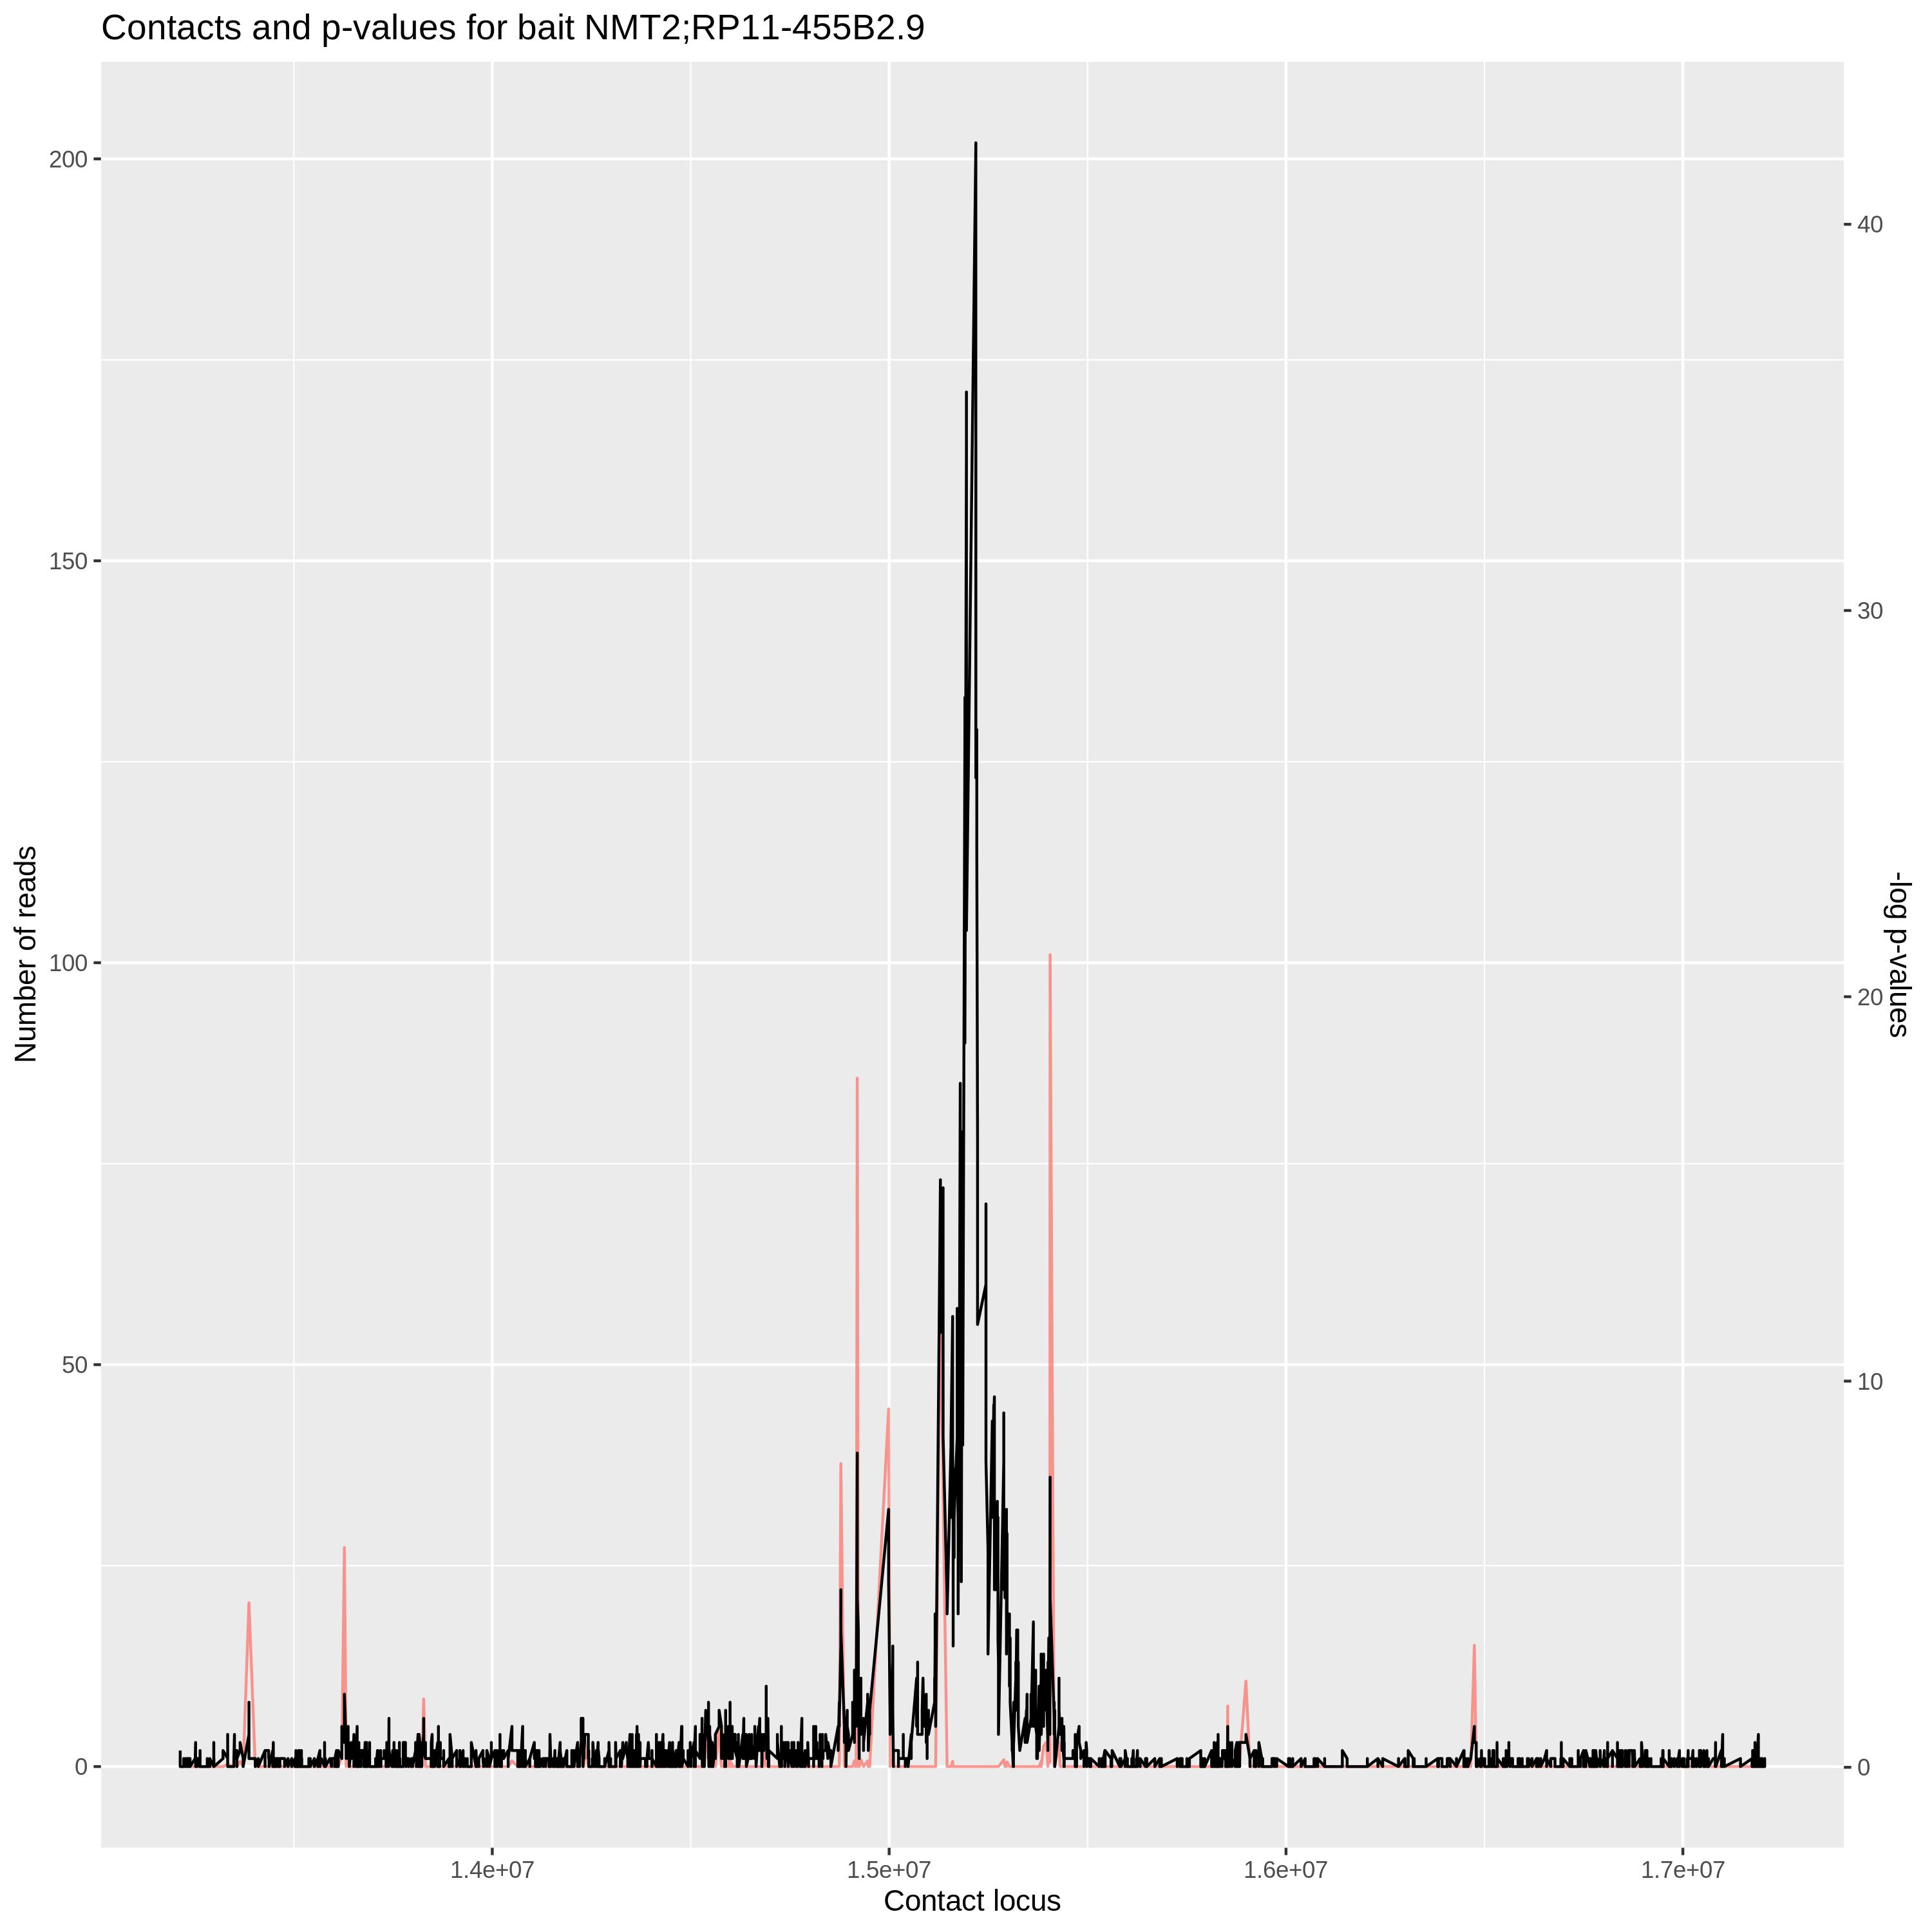 Contacts and p-values for bait NMT2;RP11-455B2.9
200
150
100
50
0
Number of reads
40
30
20
10
0
-log p-values
1.4e+07 1.5e+07 1.6e+07 1.7e+07
Contact locus